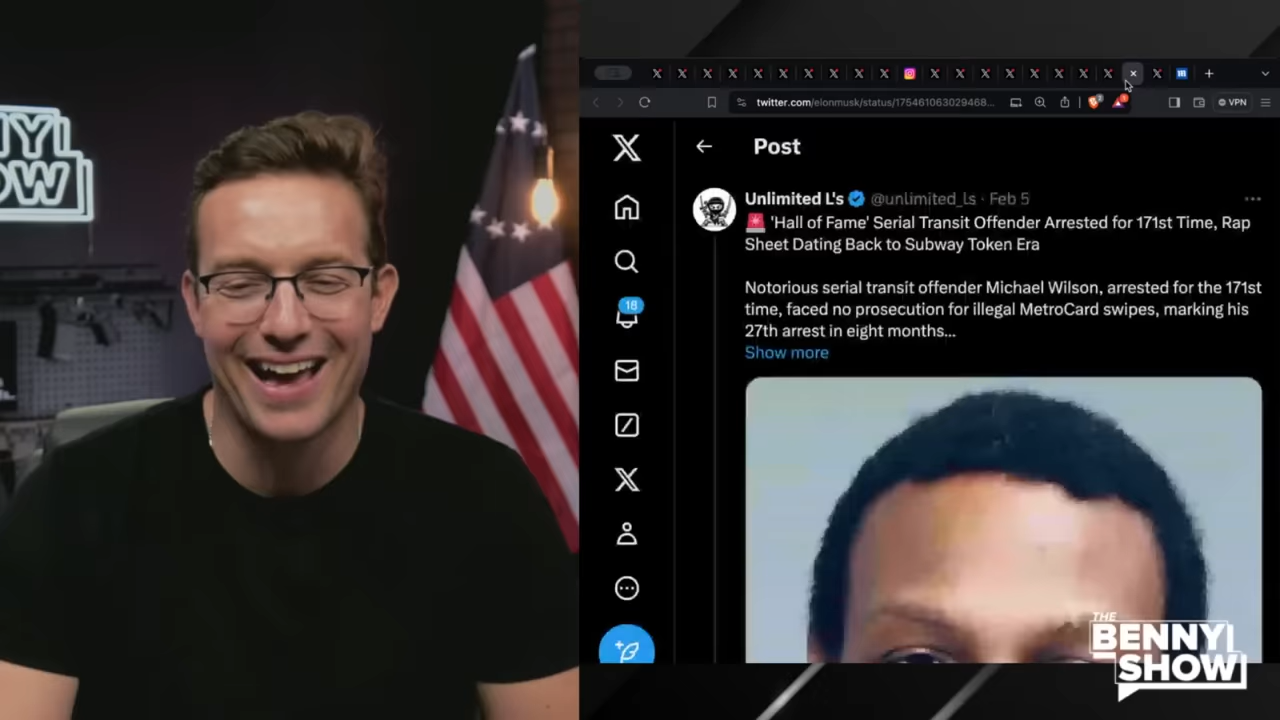 NYI
OW
twitter.com/elonmusk/status/175461063029468...
VPN
Post
Unlimited L's @unlimited_ls · Feb 5
'Hall of Fame' Serial Transit Offender Arrested for 171st Time, Rap
Sheet Dating Back to Subway Token Era
Notorious serial transit offender Michael Wilson, arrested for the 171st
time, faced no prosecution for illegal MetroCard swipes, marking his
27th arrest in eight months...
Show more
18
THE
BENNY
SHOW